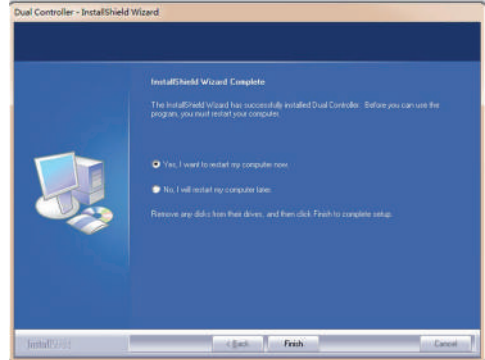 Dual Controller - InstallShield Wizard
InstallShield Wizard Complete
The InstallShield Wizard has successfully installed Dual Controller. Before you can use the
program, you must restart your computer.
Yes, I want to restart my computer now.
No, I will restart my computer later.
Remove any disks from their drives, and then click Finish to complete setup.
InstallShield
< Back
Finish
Cancel